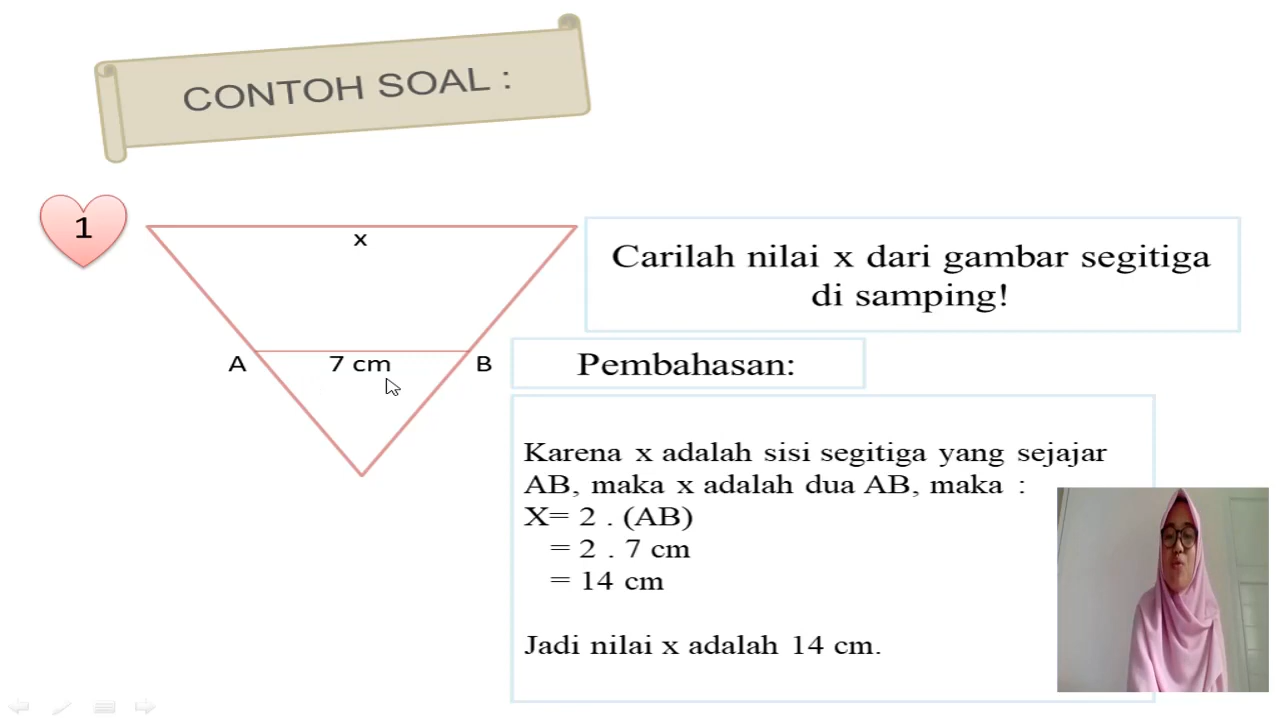 CONTOH SOAL :
1
x
Carilah nilai x dari gambar segitiga
di samping!
A
7 cm
B
Pembahasan:
Karena x adalah sisi segitiga yang sejajar
AB, maka x adalah dua AB, maka :
X= 2 . (AB)
= 2 . 7 cm
= 14 cm
Jadi nilai x adalah 14 cm.